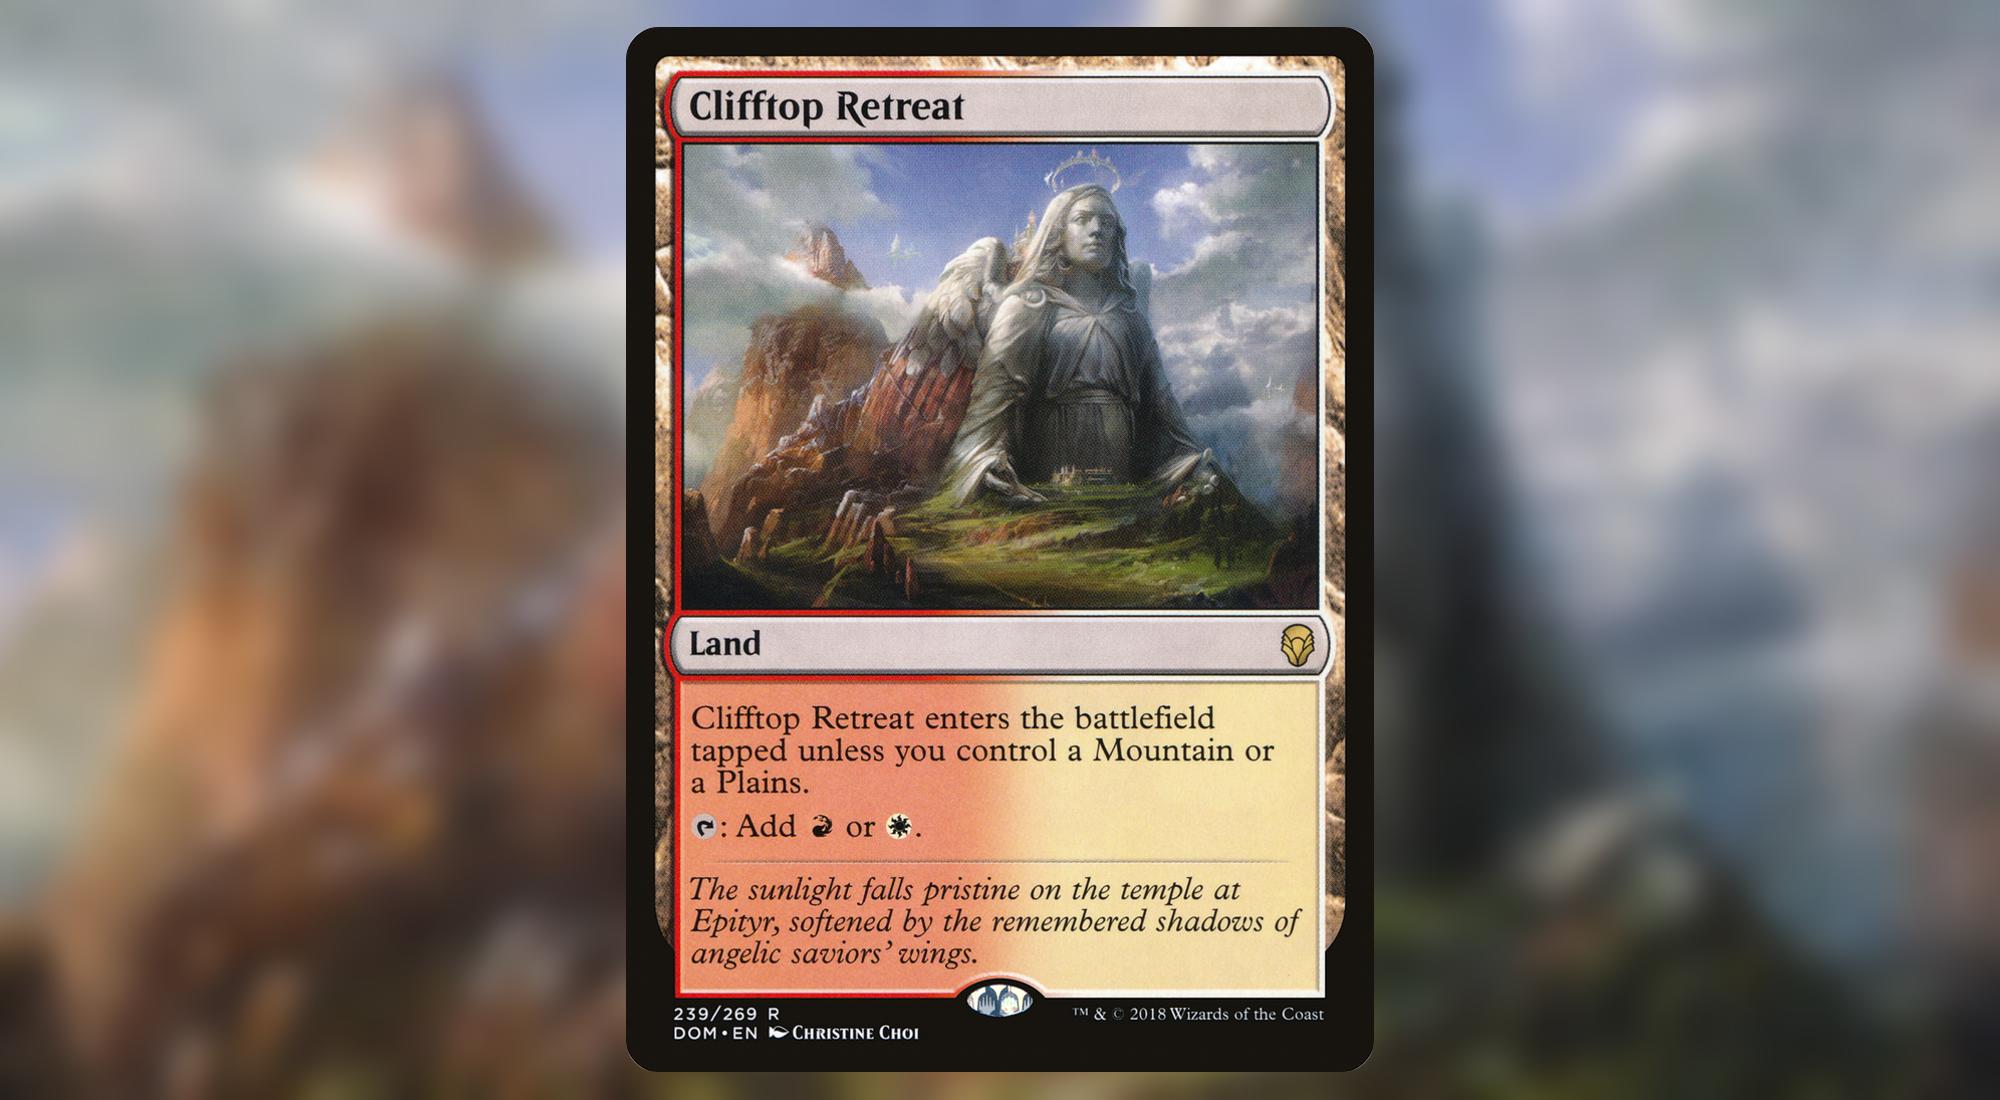 Clifftop Retreat
Land
Clifftop Retreat enters the battlefield
tapped unless you control a Mountain or
a Plains.
: Add or .
The sunlight falls pristine on the temple at
Epityr, softened by the remembered shadows of
angelic saviors’ wings.
239/269 R
DOM • EN Christine Choi
™ & © 2018 Wizards of the Coast